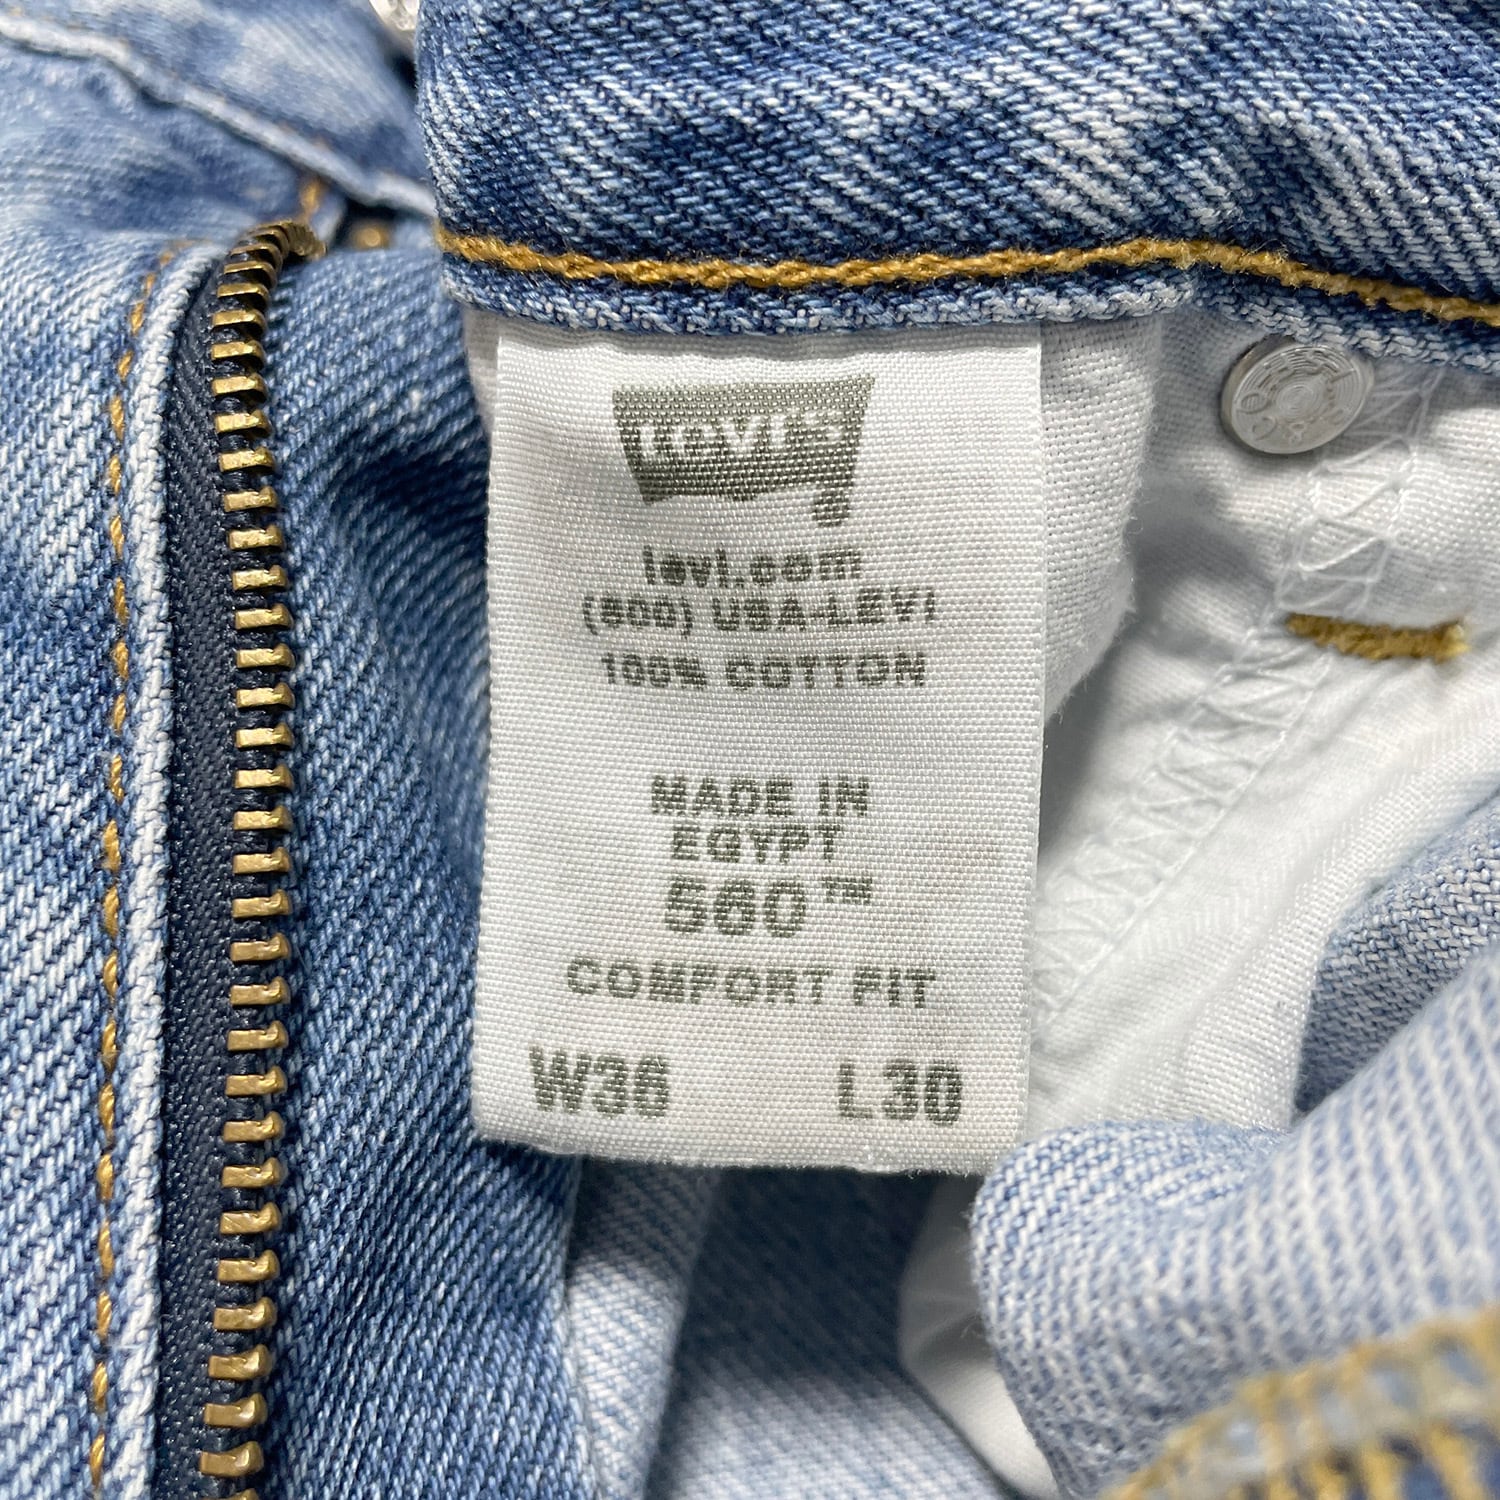 Levi's
levi.com
(800) USA-LEVI
100% COTTON
MADE IN
EGYPT
560™
COMFORT FIT
W36 L30